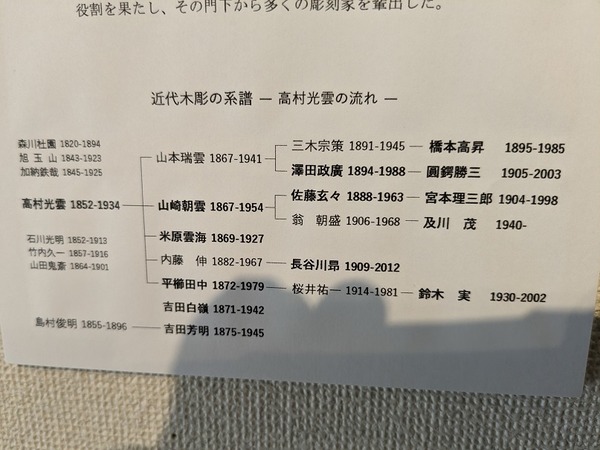 役割を果たし、その門下から多くの彫刻家を輩出した。
近代木彫の系譜 ― 高村光雲の流れ ―
森川杜園 1820-1894
旭 玉山 1843-1923
加納鉄哉 1845-1925
高村光雲 1852-1934
石川光明 1852-1913
竹内久一 1857-1916
山田鬼斎 1864-1901
島村俊明 1855-1896
山本瑞雲 1867-1941
山崎朝雲 1867-1954
米原雲海 1869-1927
内藤 伸 1882-1967
平櫛田中 1872-1979
吉田白嶺 1871-1942
吉田芳明 1875-1945
三木宗策 1891-1945
澤田政廣 1894-1988
佐藤玄々 1888-1963
翁 朝盛 1906-1968
長谷川昂 1909-2012
桜井祐一 1914-1981
橋本高昇 1895-1985
圓鍔勝三 1905-2003
宮本理三郎 1904-1998
及川 茂 1940-
鈴木 実 1930-2002